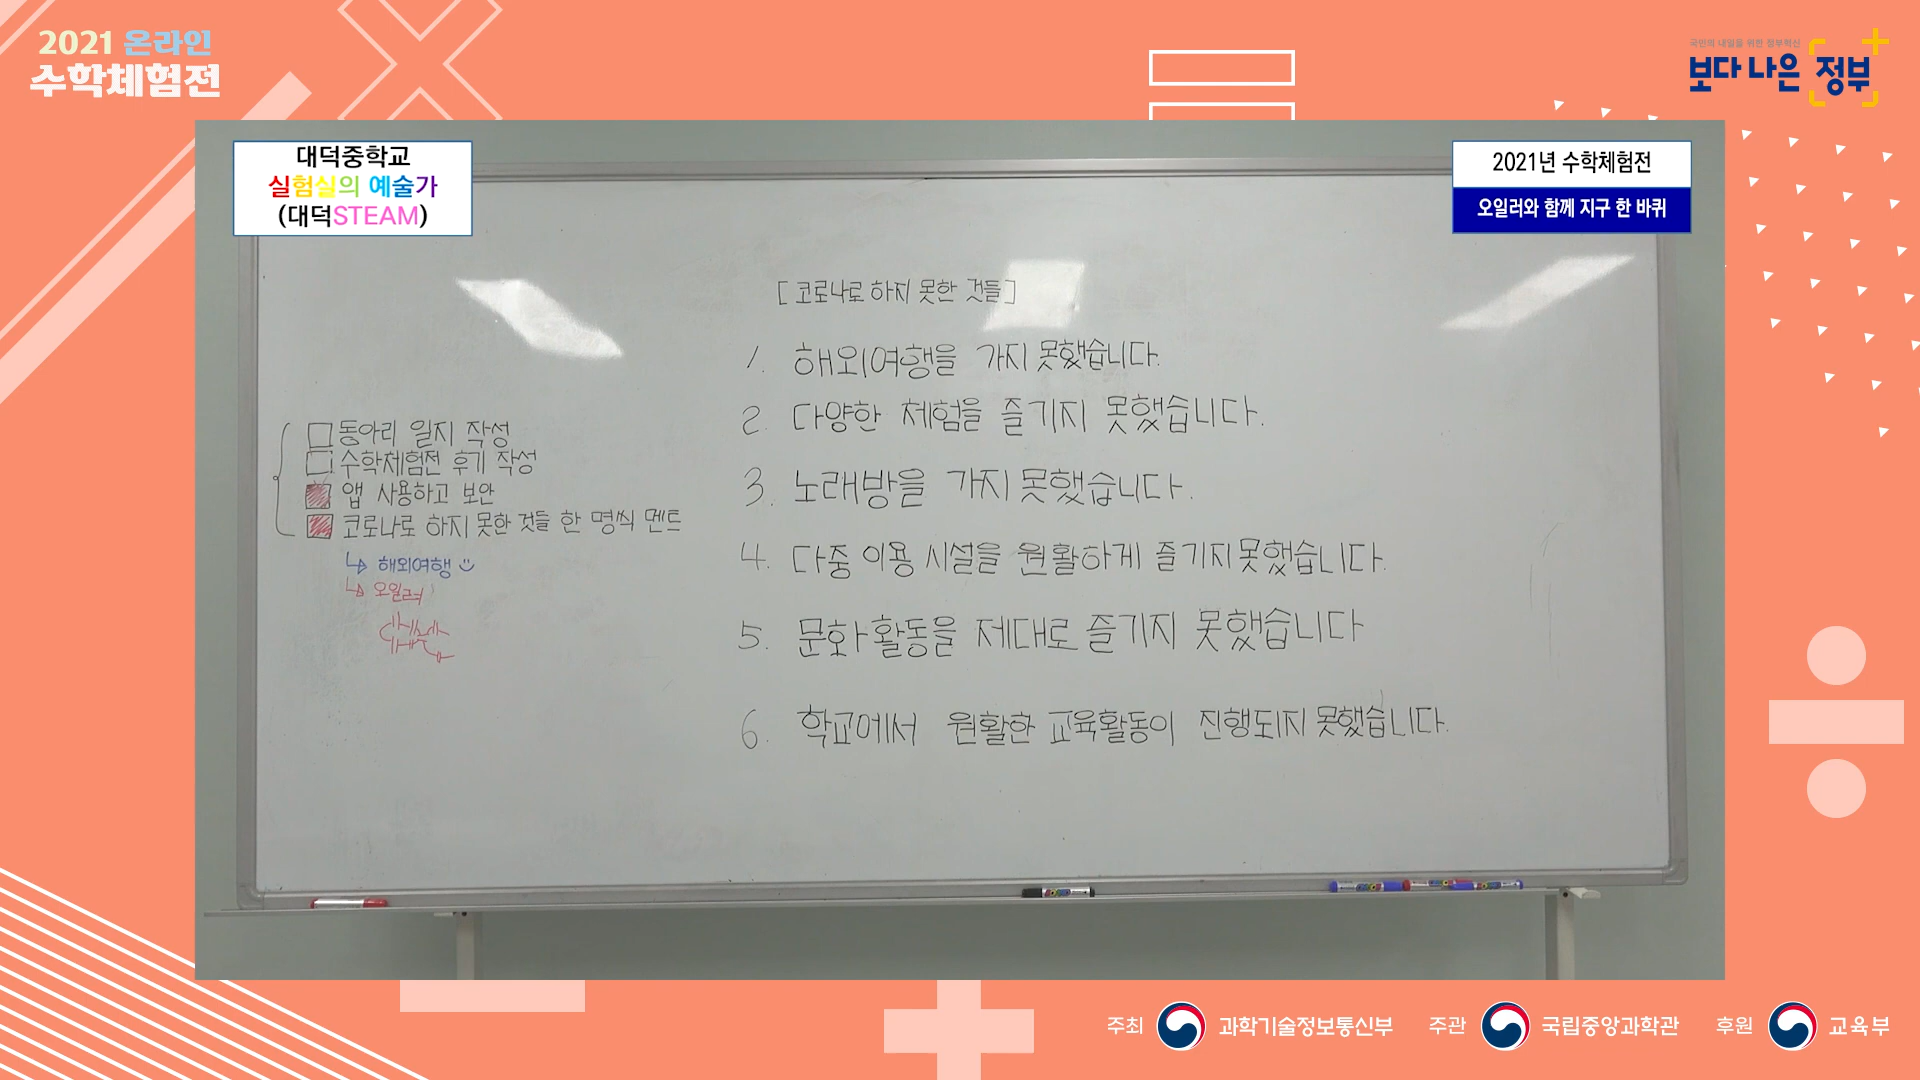 2021 온라인
수학체험전
국민의 내일을 위한 정부혁신
보다 나은 정부
대덕중학교
실험실의 예술가
(대덕STEAM)
2021년 수학체험전
오일러와 함께 지구 한 바퀴
[코로나로 하지 못한 것들]
1. 해외여행을 가지 못했습니다.
2. 다양한 체험을 즐기지 못했습니다.
3. 노래방을 가지 못했습니다.
4. 다중 이용 시설을 원활하게 즐기지 못했습니다.
5. 문화활동을 제대로 즐기지 못했습니다
6. 학교에서 원활한 교육활동이 진행되지 못했습니다.
동아리 일지 작성
수학체험전 후기 작성
앱 사용하고 보안
코로나로 하지 못한 것들 한 명씩 멘트
해외여행
오일러
주최 과학기술정보통신부 주관 국립중앙과학관 후원 교육부